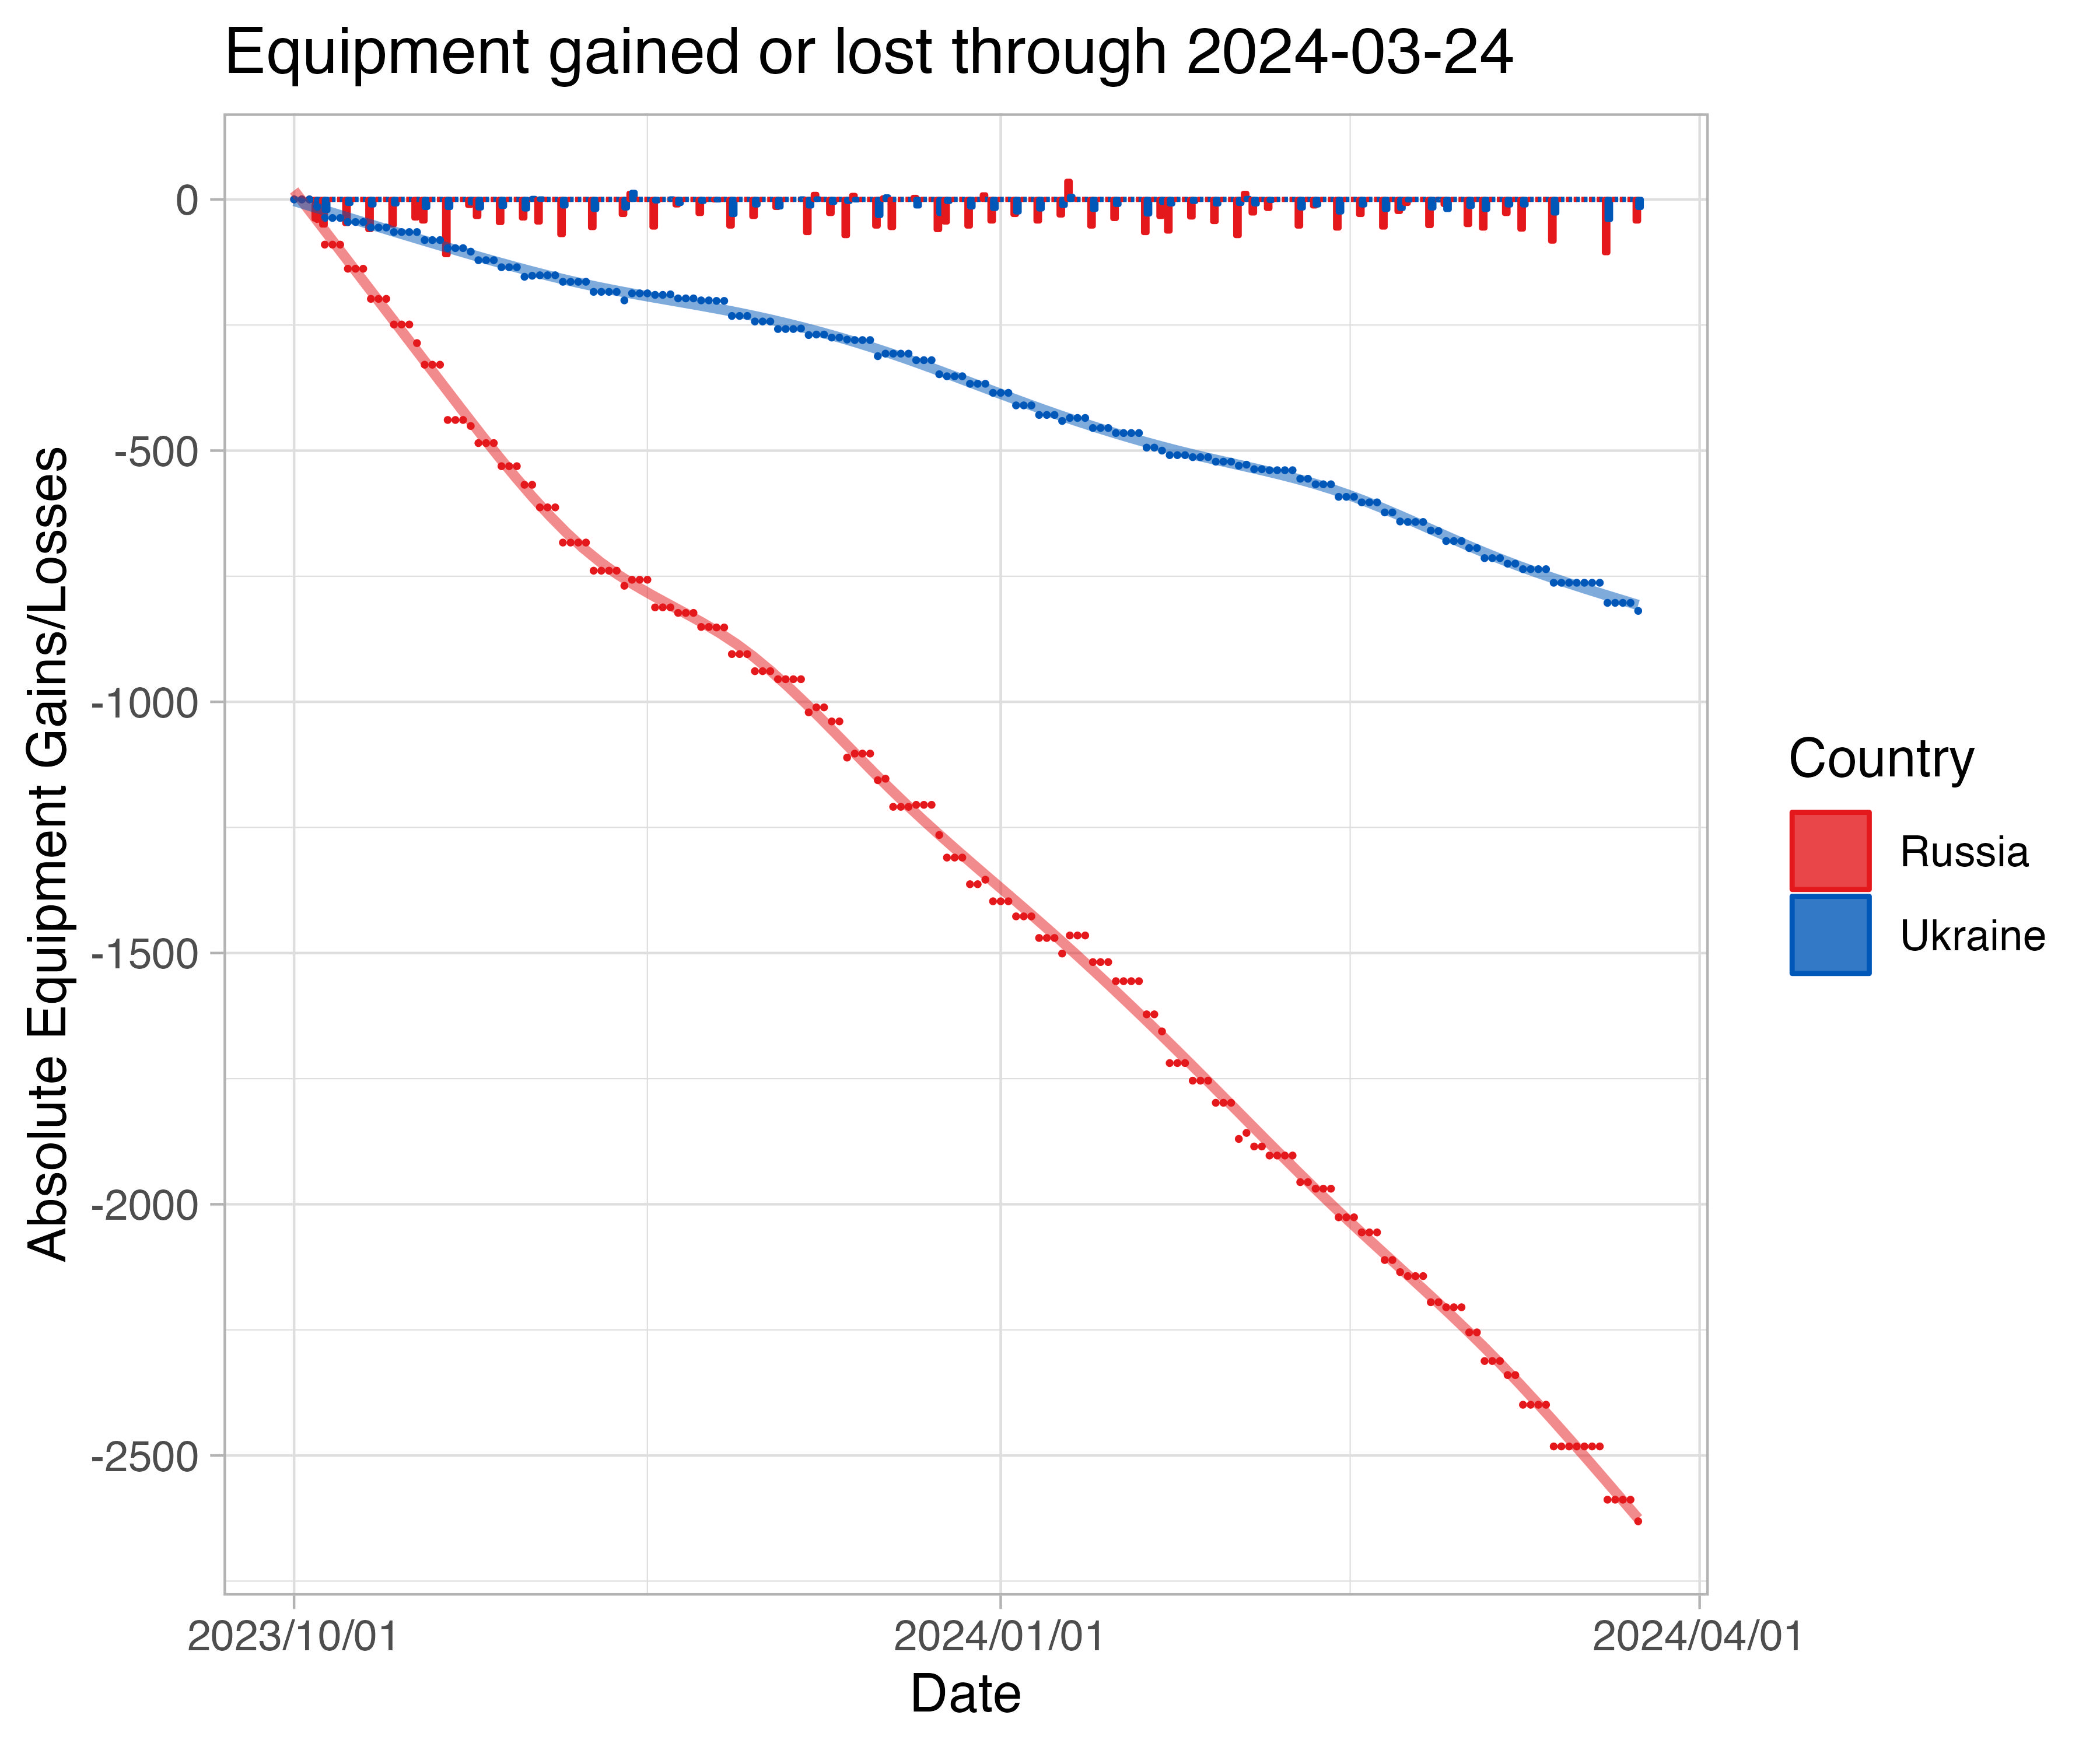 Equipment gained or lost through 2024-03-24
Absolute Equipment Gains/Losses
0
-500
-1000
-1500
-2000
-2500
2023/10/01
2024/01/01
2024/04/01
Date
Country
Russia
Ukraine